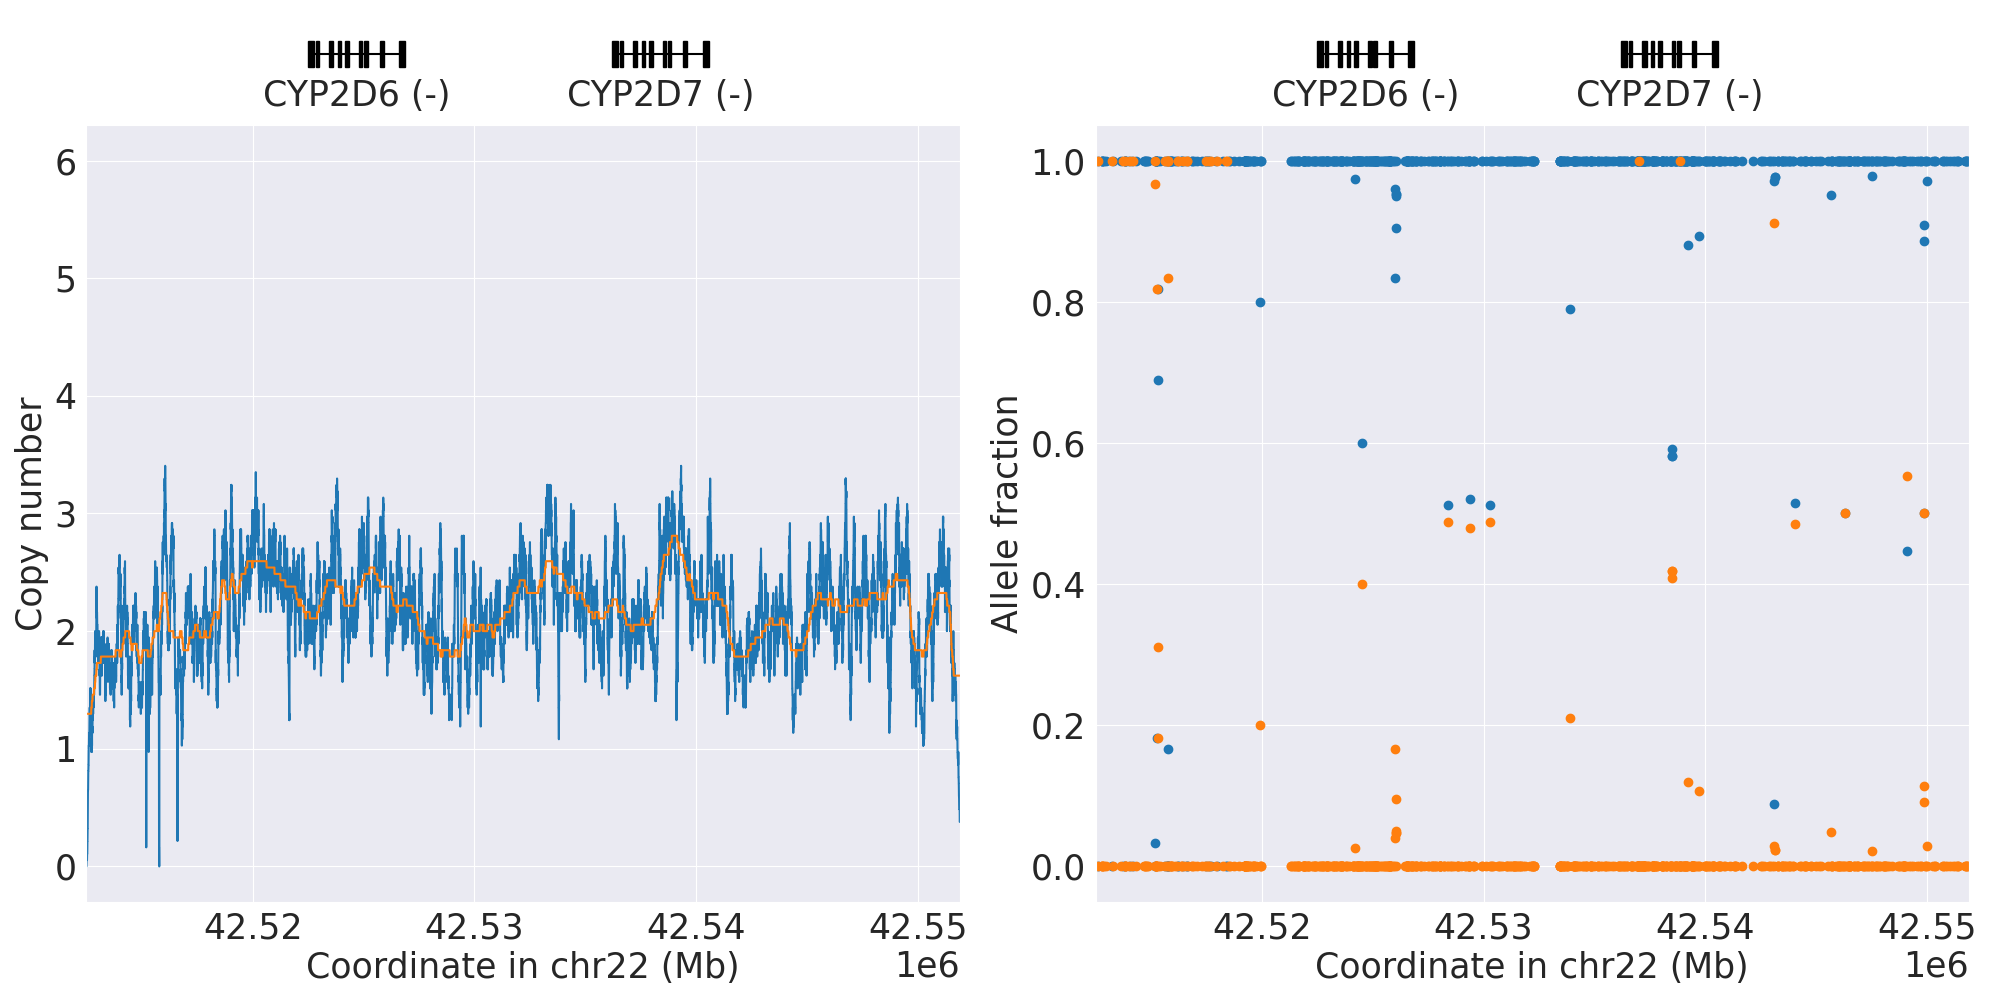 CYP2D6 (-) CYP2D7 (-)
6
5
4
3
2
1
0
Copy number
42.52 42.53 42.54 42.55
Coordinate in chr22 (Mb) 1e6
CYP2D6 (-) CYP2D7 (-)
1.0
0.8
0.6
0.4
0.2
0.0
Allele fraction
42.52 42.53 42.54 42.55
Coordinate in chr22 (Mb) 1e6